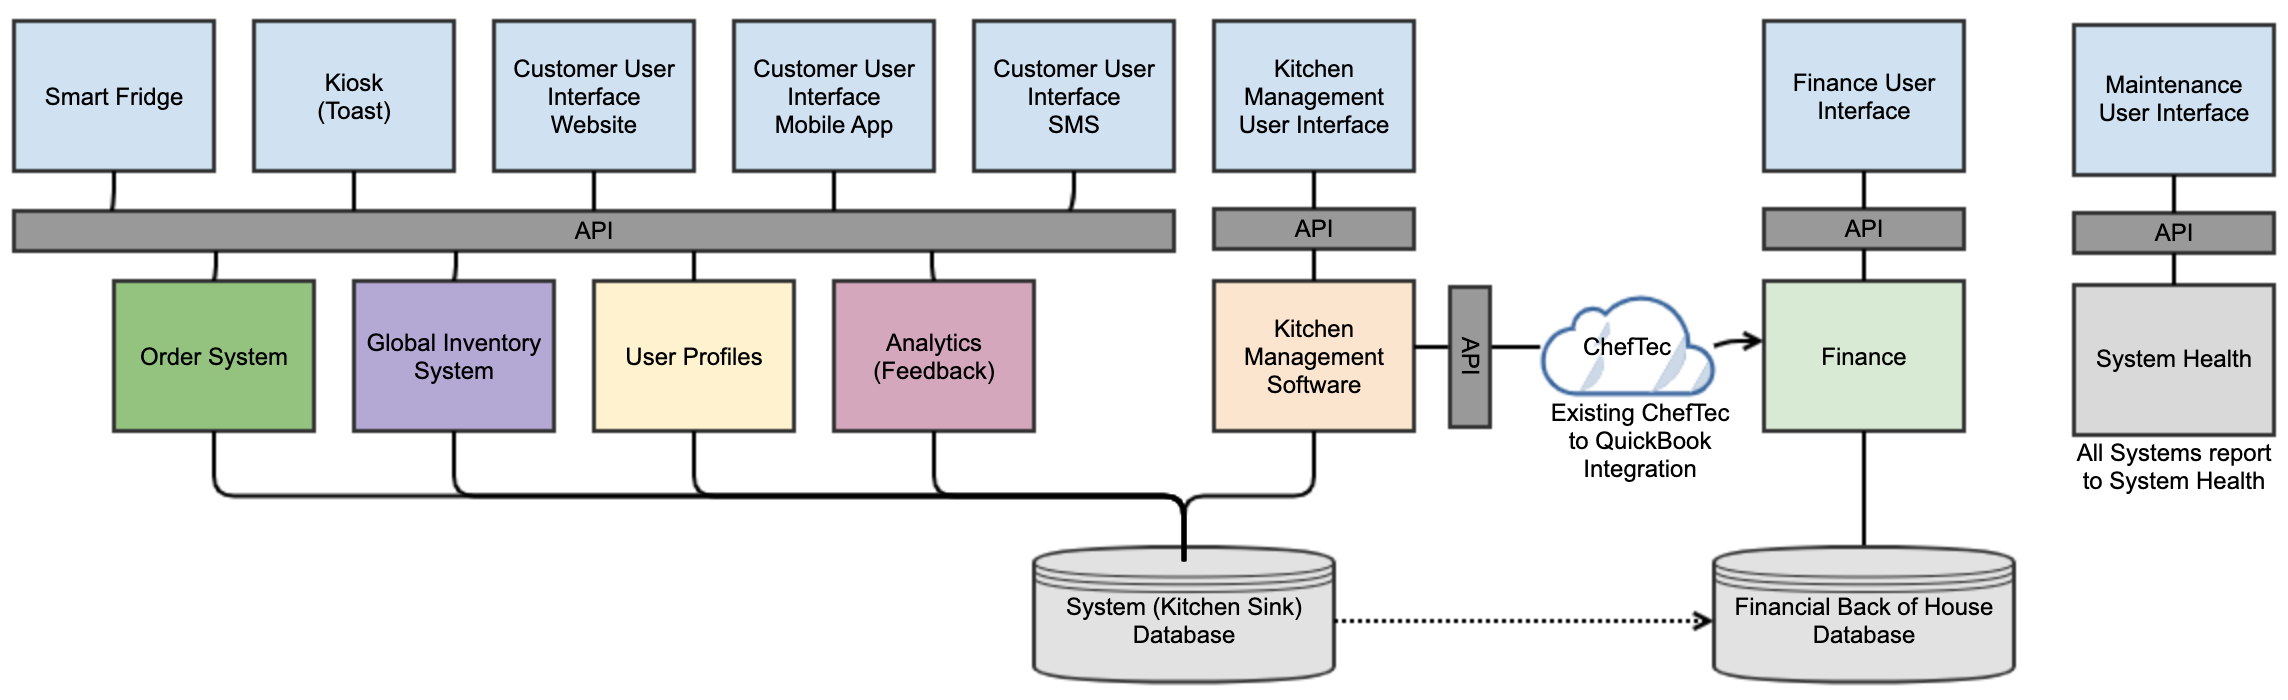 Smart Fridge
Kiosk
(Toast)
Customer User
Interface
Website
Customer User
Interface
Mobile App
Customer User
Interface
SMS
Kitchen
Management
User Interface
Finance User
Interface
Maintenance
User Interface
API
API
API
API
Order System
Global Inventory
System
User Profiles
Analytics
(Feedback)
Kitchen
Management
Software
API
ChefTec
Existing ChefTec
to QuickBook
Integration
Finance
System Health
All Systems report
to System Health
System (Kitchen Sink)
Database
Financial Back of House
Database